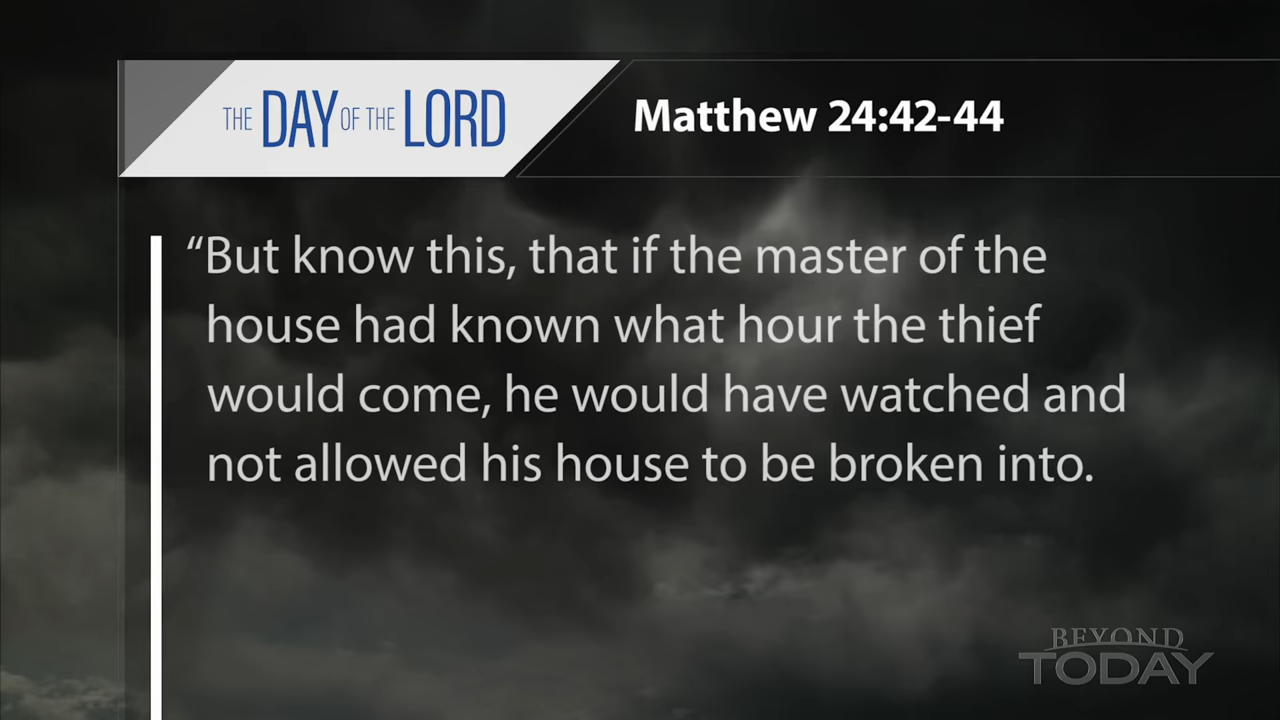 THE DAY OF THE LORD
Matthew 24:42-44
“But know this, that if the master of the
house had known what hour the thief
would come, he would have watched and
not allowed his house to be broken into.
BEYOND
TODAY